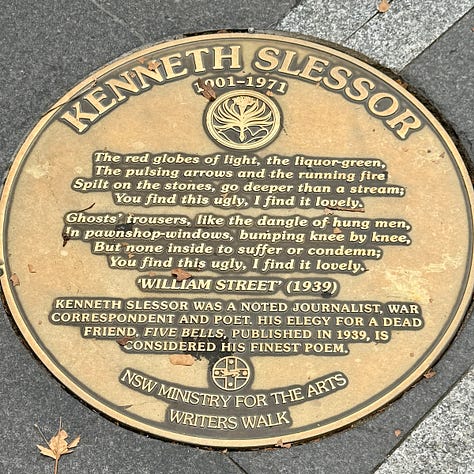 KENNETH SLESSOR
1901-1971
The red globes of light, the liquor-green,
The pulsing arrows and the running fire
Spilt on the stones, go deeper than a stream;
You find this ugly, I find it lovely.
Ghosts' trousers, like the dangle of hung men,
In pawnshop-windows, bumping knee by knee,
But none inside to suffer or condemn;
You find this ugly, I find it lovely.
'WILLIAM STREET' (1939)
KENNETH SLESSOR WAS A NOTED JOURNALIST, WAR
CORRESPONDENT AND POET. HIS ELEGY FOR A DEAD
FRIEND, FIVE BELLS, PUBLISHED IN 1939, IS
CONSIDERED HIS FINEST POEM.
NSW MINISTRY FOR THE ARTS
WRITERS WALK